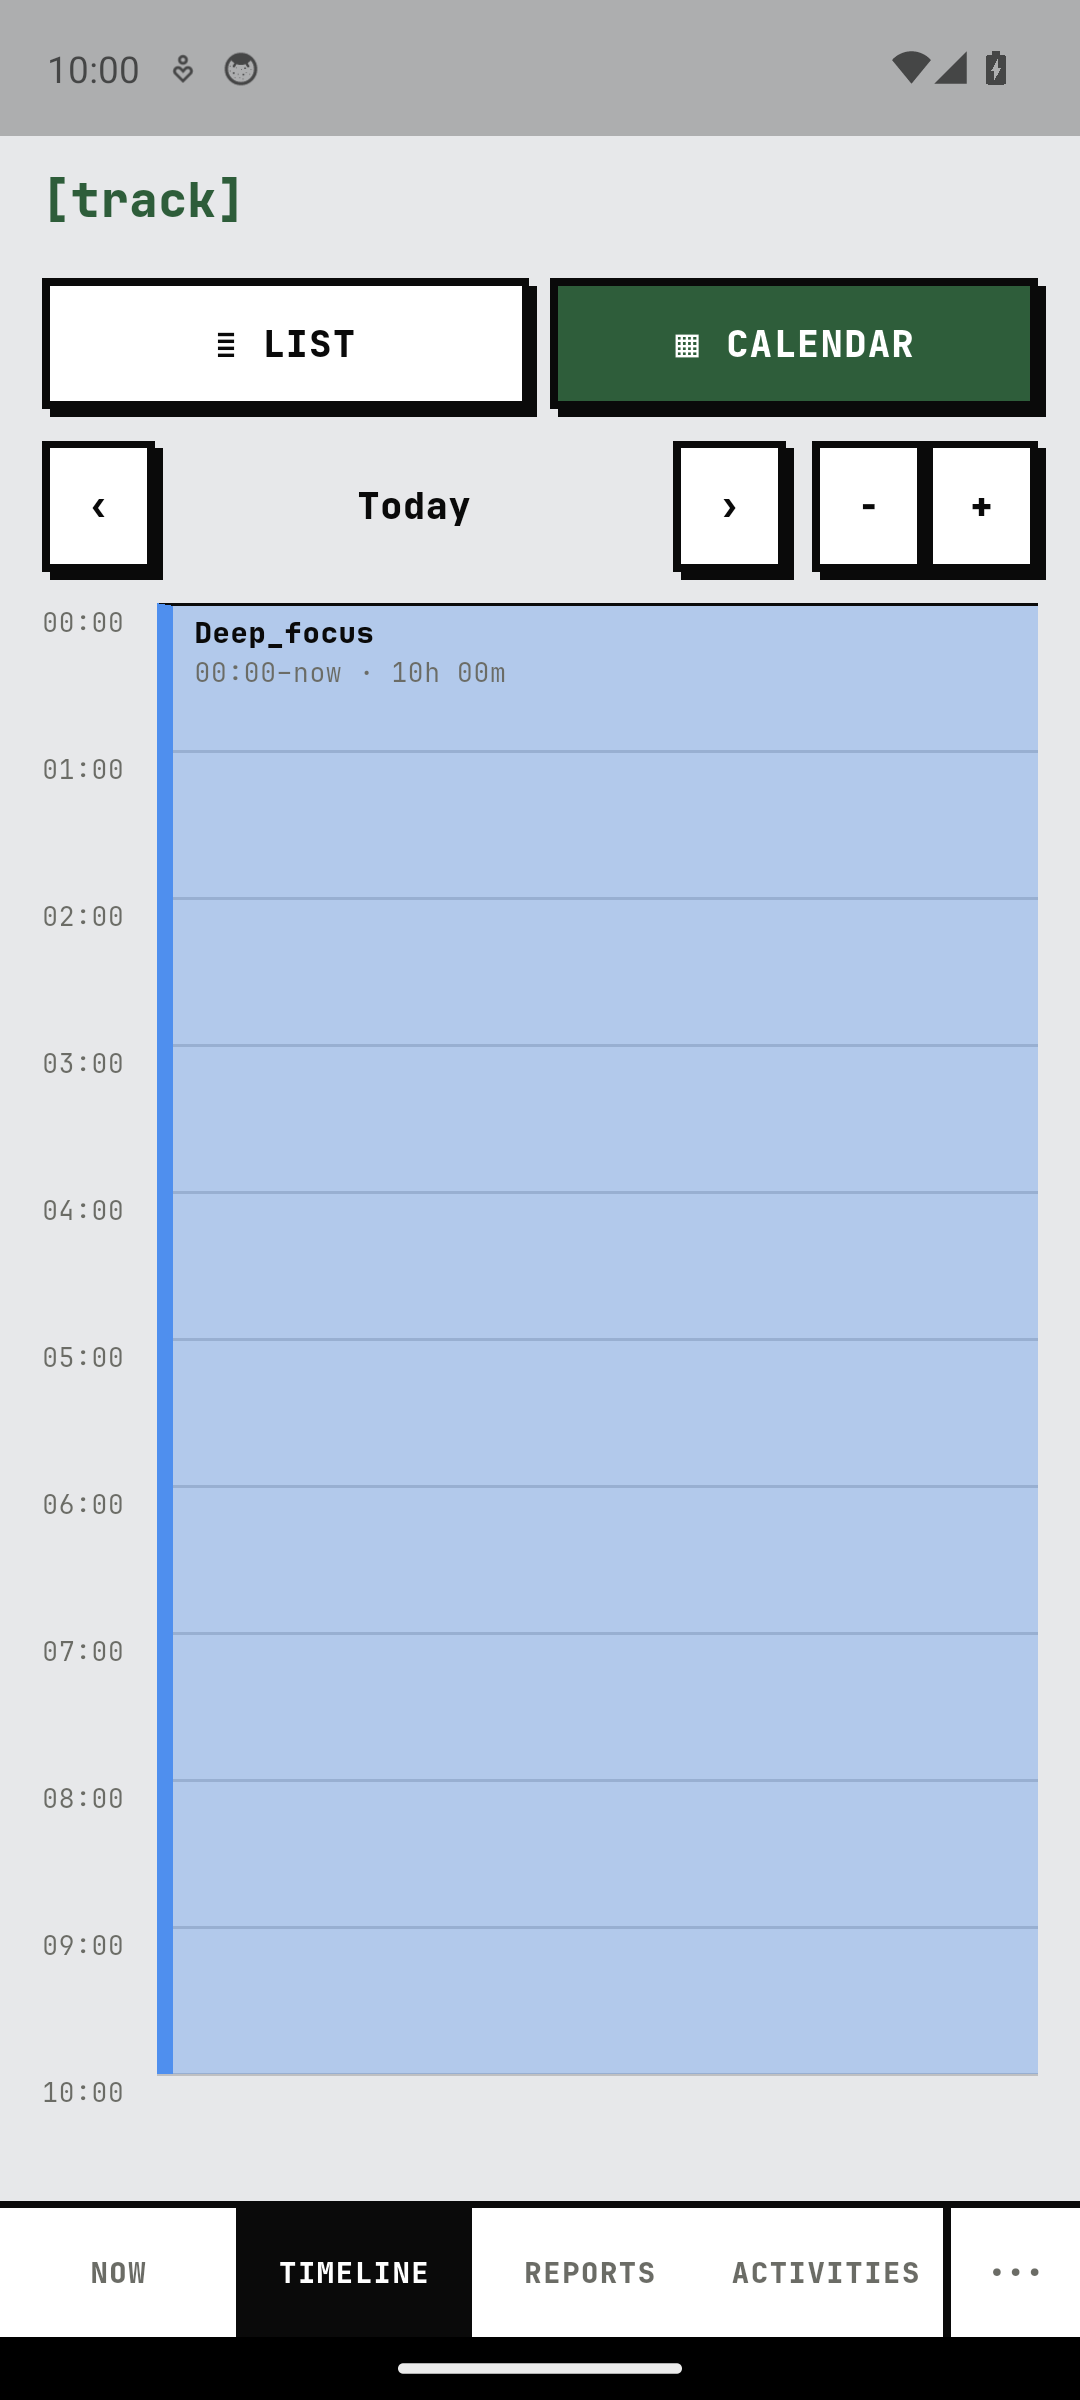 10:00
[track]
≣ LIST
▦ CALENDAR
‹
Today
›
-
+
00:00
Deep_focus
00:00–now · 10h 00m
01:00
02:00
03:00
04:00
05:00
06:00
07:00
08:00
09:00
10:00
NOW
TIMELINE
REPORTS
ACTIVITIES
···